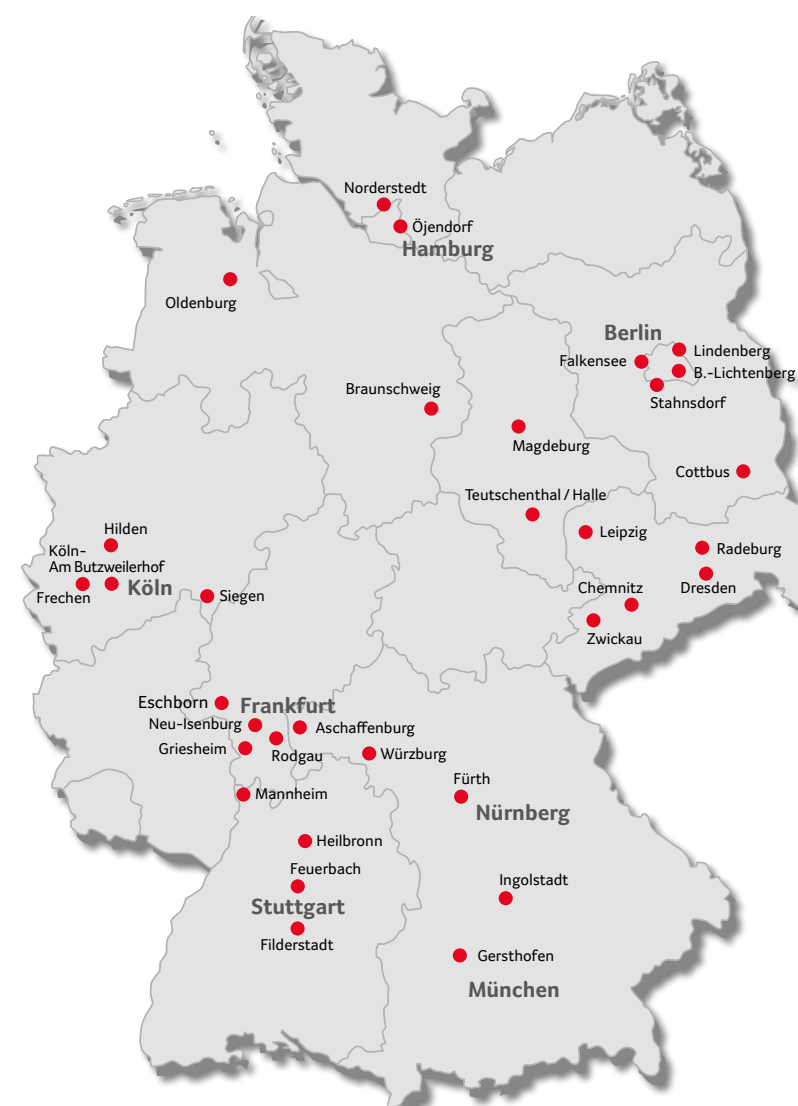 Norderstedt
Öjendorf
Hamburg
Oldenburg
Berlin
Lindenberg
Falkensee
B.-Lichtenberg
Stahnsdorf
Braunschweig
Magdeburg
Cottbus
Teutschenthal / Halle
Hilden
Leipzig
Köln-
Am Butzweilerhof
Radeburg
Köln
Frechen
Siegen
Chemnitz
Dresden
Zwickau
Eschborn
Frankfurt
Neu-Isenburg
Aschaffenburg
Griesheim
Rodgau
Würzburg
Fürth
Mannheim
Nürnberg
Heilbronn
Feuerbach
Ingolstadt
Stuttgart
Filderstadt
Gersthofen
München